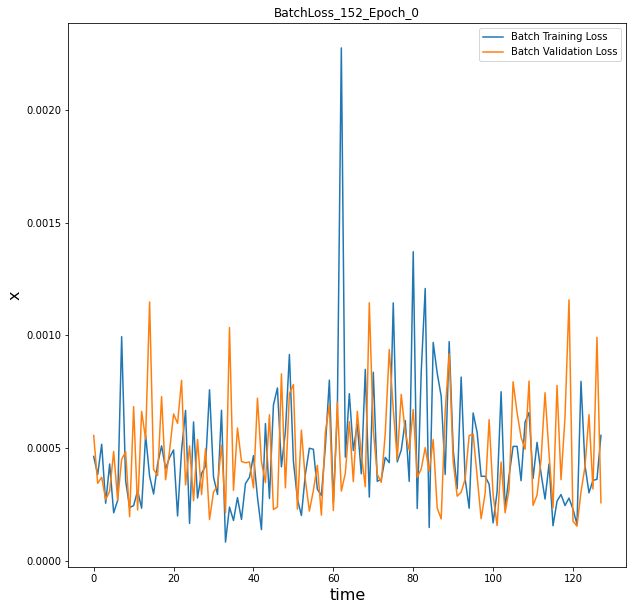 BatchLoss_152_Epoch_0
Batch Training Loss
Batch Validation Loss
x
0.0020
0.0015
0.0010
0.0005
0.0000
0 20 40 60 80 100 120
time